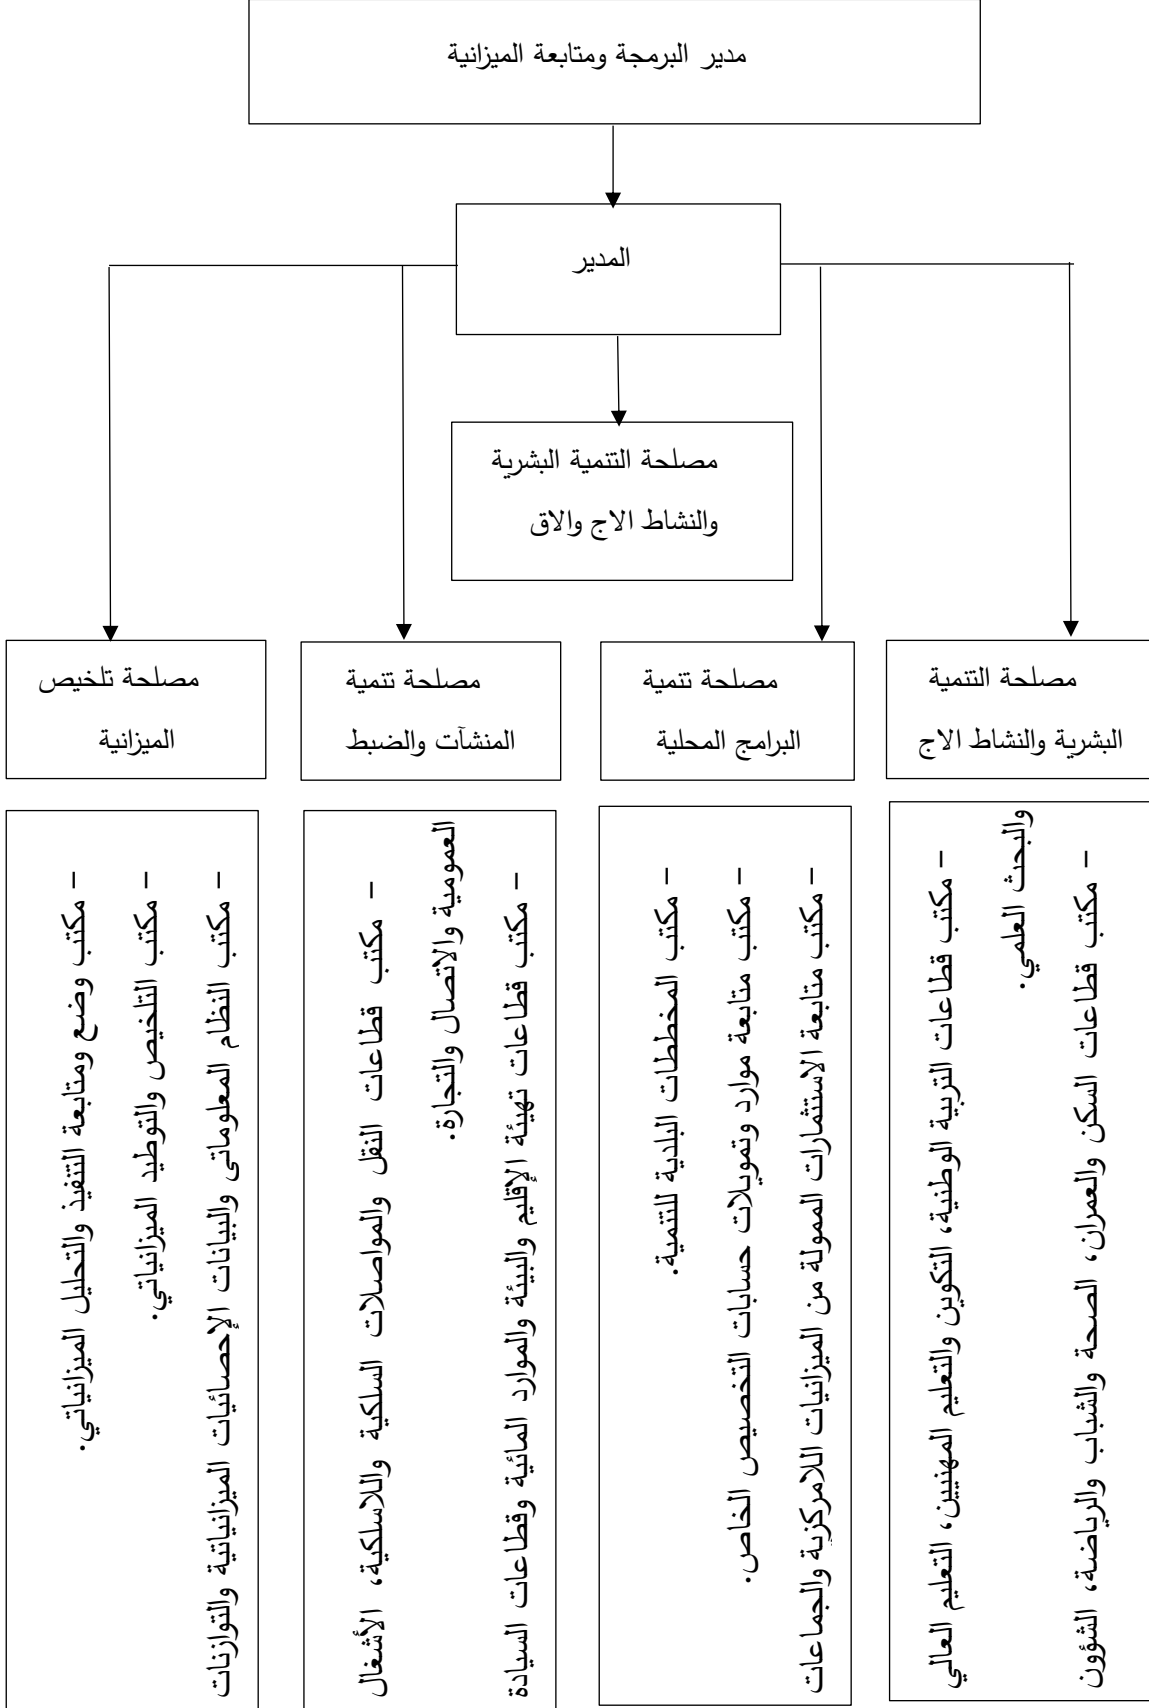 مدير البرمجة ومتابعة الميزانية
المدير
مصلحة التنمية البشرية
والنشاط الاج والاق
مصلحة التنمية
البشرية والنشاط الاج
مصلحة تنمية
البرامج المحلية
مصلحة تنمية
المنشآت والضبط
مصلحة تلخيص
الميزانية
– مكتب قطاعات التربية الوطنية، التكوين والتعليم المهنيين، التعليم العالي
والبحث العلمي.
– مكتب قطاعات السكن والعمران، الصحة والشباب والرياضة، الشؤون
– مكتب المخططات البلدية للتنمية.
– مكتب متابعة موارد وتمويلات حسابات التخصيص الخاص.
– مكتب متابعة الاستثمارات الممولة من الميزانيات اللامركزية والجماعات
– مكتب قطاعات النقل والمواصلات السلكية واللاسلكية، الأشغال
العمومية والاتصال والتجارة.
– مكتب قطاعات تهيئة الإقليم والبيئة والموارد المائية وقطاعات السيادة
– مكتب وضع ومتابعة التنفيذ والتحليل الميزانياتي.
– مكتب التلخيص والتوطيد الميزانياتي.
– مكتب النظام المعلوماتي والبيانات الإحصائيات الميزانياتية والتوازنات